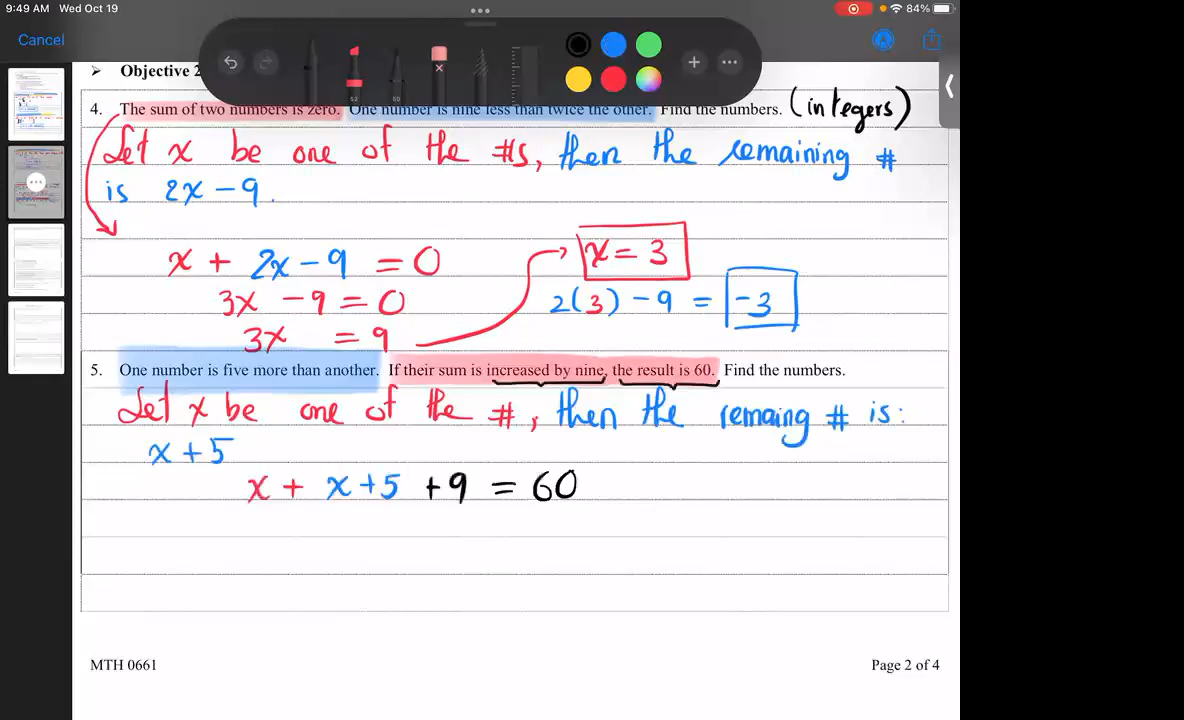 9:49 AM Wed Oct 19
84%
Cancel
Objective 2
4. The sum of two numbers is zero. One number is nine less than twice the other. Find the numbers. (integers)
Let x be one of the #s, then the remaining #
is 2x - 9.
x + 2x - 9 = 0
x = 3
3x - 9 = 0
2(3) - 9 = -3
3x = 9
5. One number is five more than another. If their sum is increased by nine, the result is 60. Find the numbers.
Let x be one of the #, then the remaing # is:
x + 5
x + x + 5 + 9 = 60
MTH 0661
Page 2 of 4